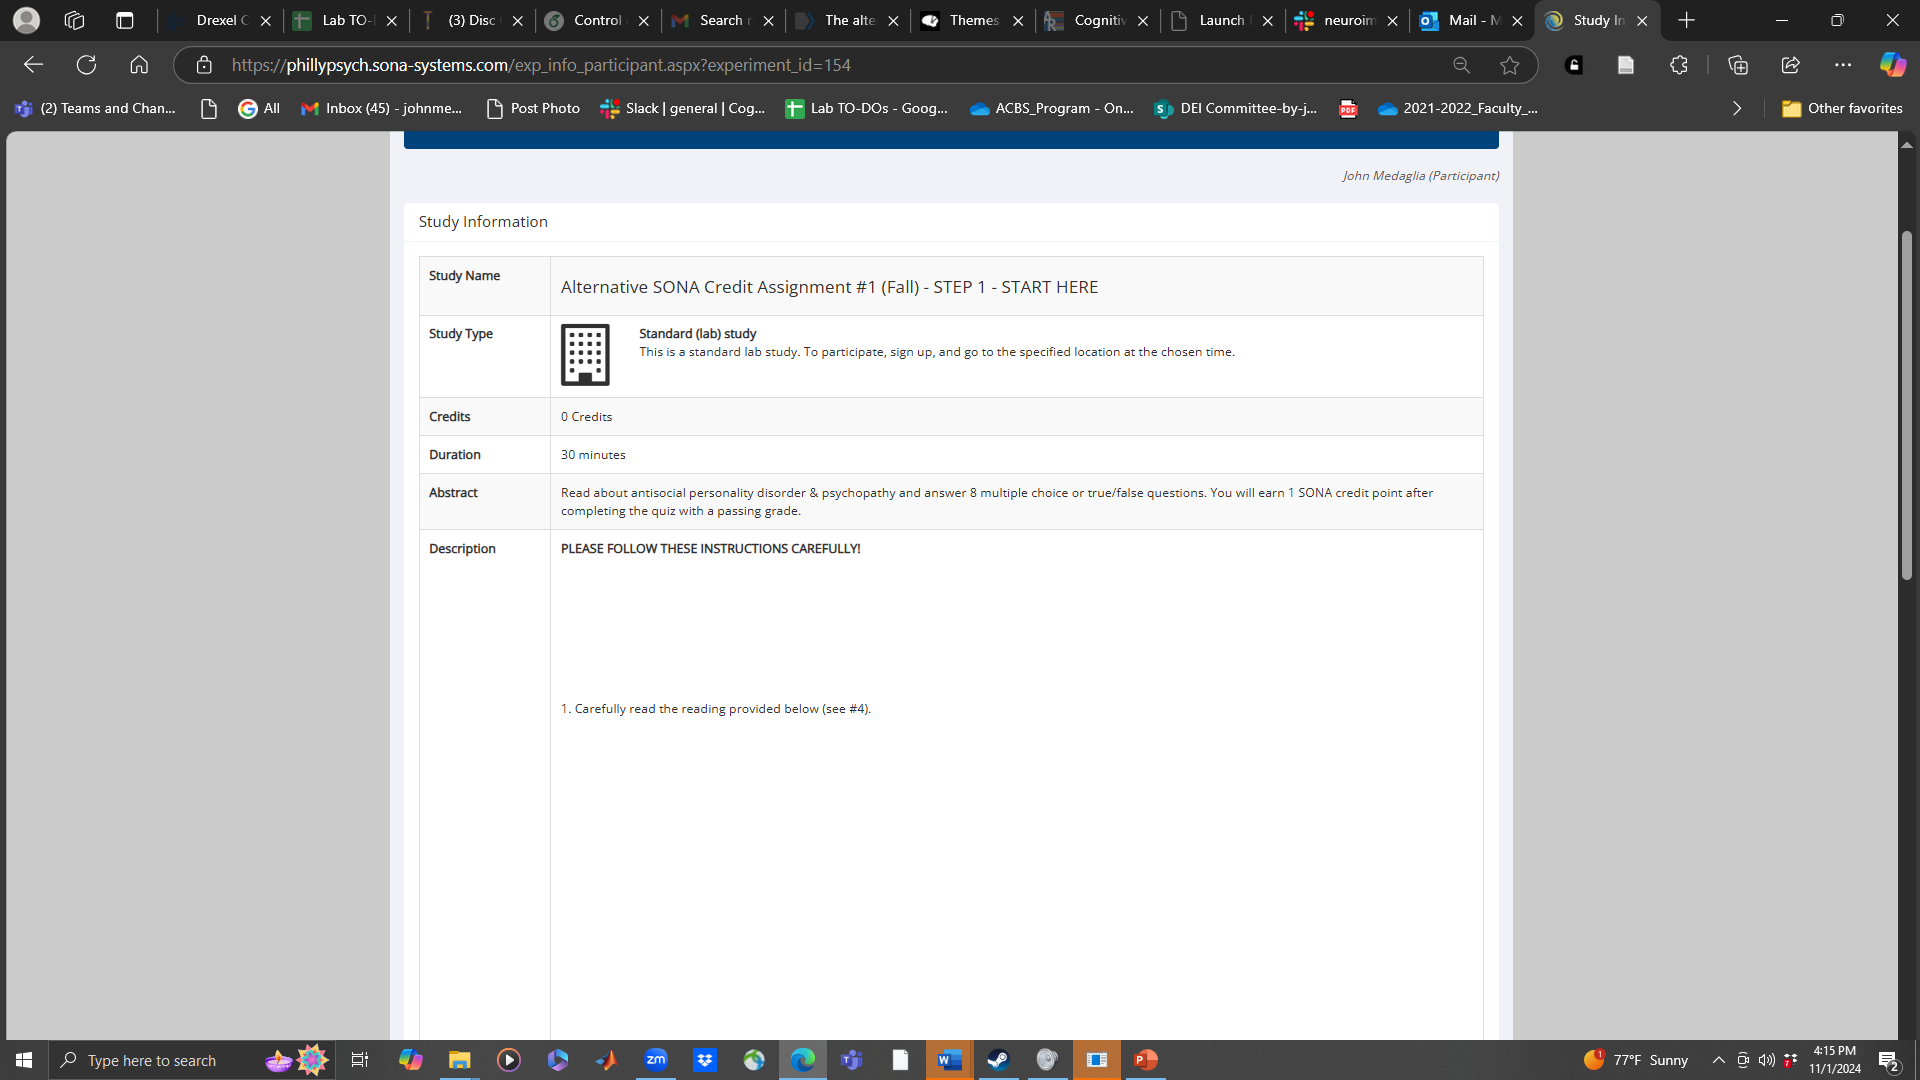 Drexel C
Lab TO-
(3) Disc
Control
Search r
The alte
Themes
Cognitiv
Launch
neuroim
Mail - M
Study In
https://phillypsych.sona-systems.com/exp_info_participant.aspx?experiment_id=154
(2) Teams and Chan...
All
Inbox (45) - johnme...
Post Photo
Slack | general | Cog...
Lab TO-DOs - Goog...
ACBS_Program - On...
DEI Committee-by-j...
PDF
2021-2022_Faculty_...
Other favorites
John Medaglia (Participant)
Study Information
Study Name
Alternative SONA Credit Assignment #1 (Fall) - STEP 1 - START HERE
Study Type
Standard (lab) study
This is a standard lab study. To participate, sign up, and go to the specified location at the chosen time.
Credits
0 Credits
Duration
30 minutes
Abstract
Read about antisocial personality disorder & psychopathy and answer 8 multiple choice or true/false questions. You will earn 1 SONA credit point after
completing the quiz with a passing grade.
Description
PLEASE FOLLOW THESE INSTRUCTIONS CAREFULLY!
1. Carefully read the reading provided below (see #4).
Type here to search
zm
1
77°F Sunny
4:15 PM
11/1/2024
2